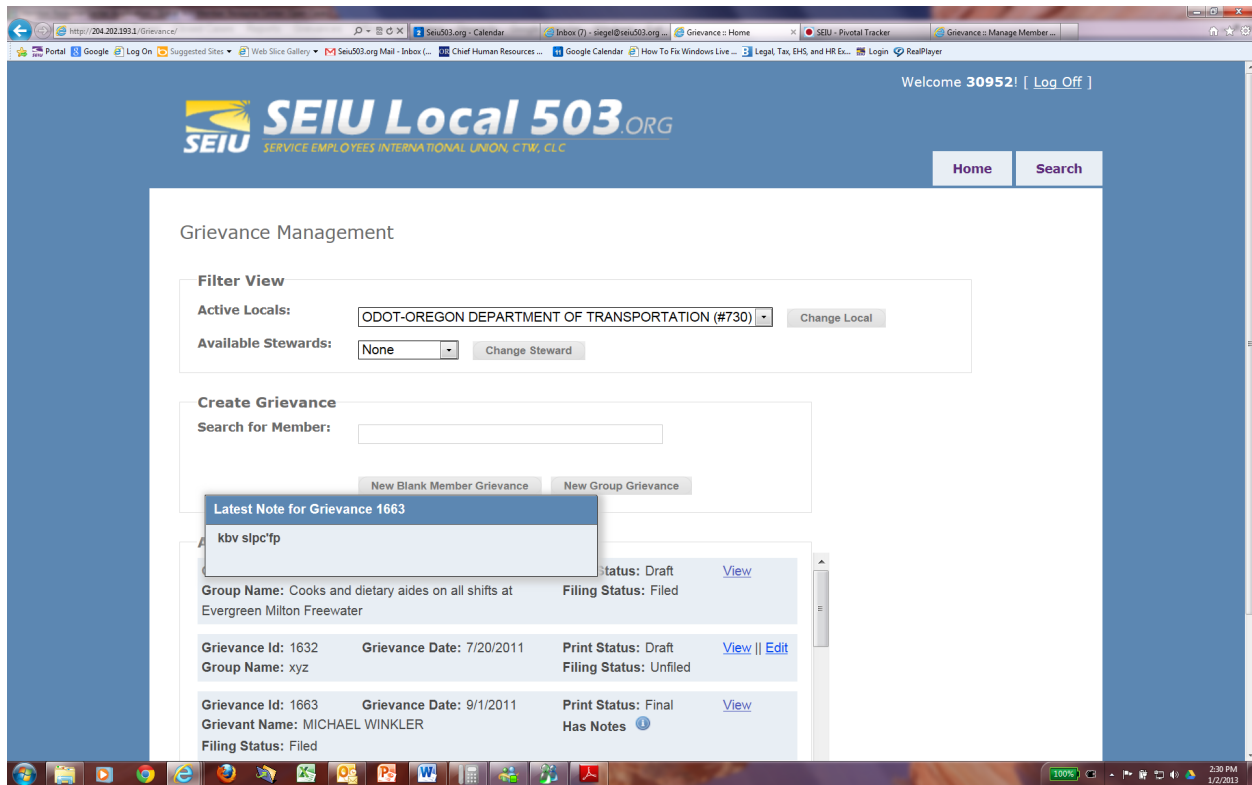 http://204.202.193.1/Grievance/
Seiu503.org - Calendar
Inbox (7) - siegel@seiu503.org ...
Grievance :: Home
SEIU - Pivotal Tracker
Grievance :: Manage Member ...
Portal Google Log On Suggested Sites Web Slice Gallery Seiu503.org Mail - Inbox (... Chief Human Resources ... Google Calendar How To Fix Windows Live ... Legal, Tax, EHS, and HR Ex... Login RealPlayer
Welcome 30952! [ Log Off ]
SEIU
SEIU Local 503.ORG
SERVICE EMPLOYEES INTERNATIONAL UNION, CTW, CLC
Home Search
Grievance Management
Filter View
Active Locals: ODOT-OREGON DEPARTMENT OF TRANSPORTATION (#730) Change Local
Available Stewards: None Change Steward
Create Grievance
Search for Member:
New Blank Member Grievance New Group Grievance
Latest Note for Grievance 1663
kbv slpc'fp
Status: Draft View
Group Name: Cooks and dietary aides on all shifts at Filing Status: Filed
Evergreen Milton Freewater
Grievance Id: 1632 Grievance Date: 7/20/2011 Print Status: Draft View || Edit
Group Name: xyz Filing Status: Unfiled
Grievance Id: 1663 Grievance Date: 9/1/2011 Print Status: Final View
Grievant Name: MICHAEL WINKLER Has Notes
Filing Status: Filed
100% 2:30 PM
1/2/2013